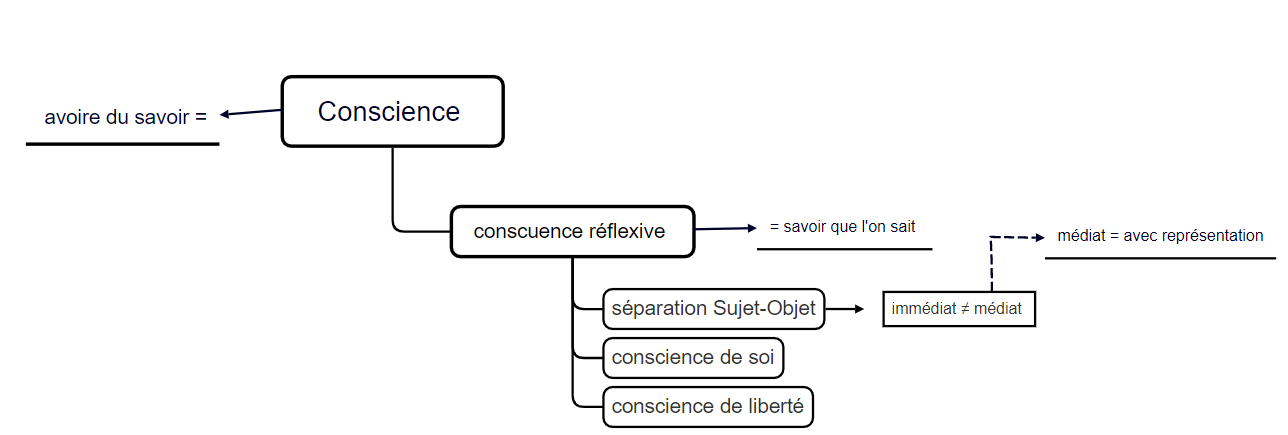 Conscience
avoire du savoir =
conscuence réflexive
= savoir que l'on sait
médiat = avec représentation
séparation Sujet-Objet
immédiat ≠ médiat
conscience de soi
conscience de liberté